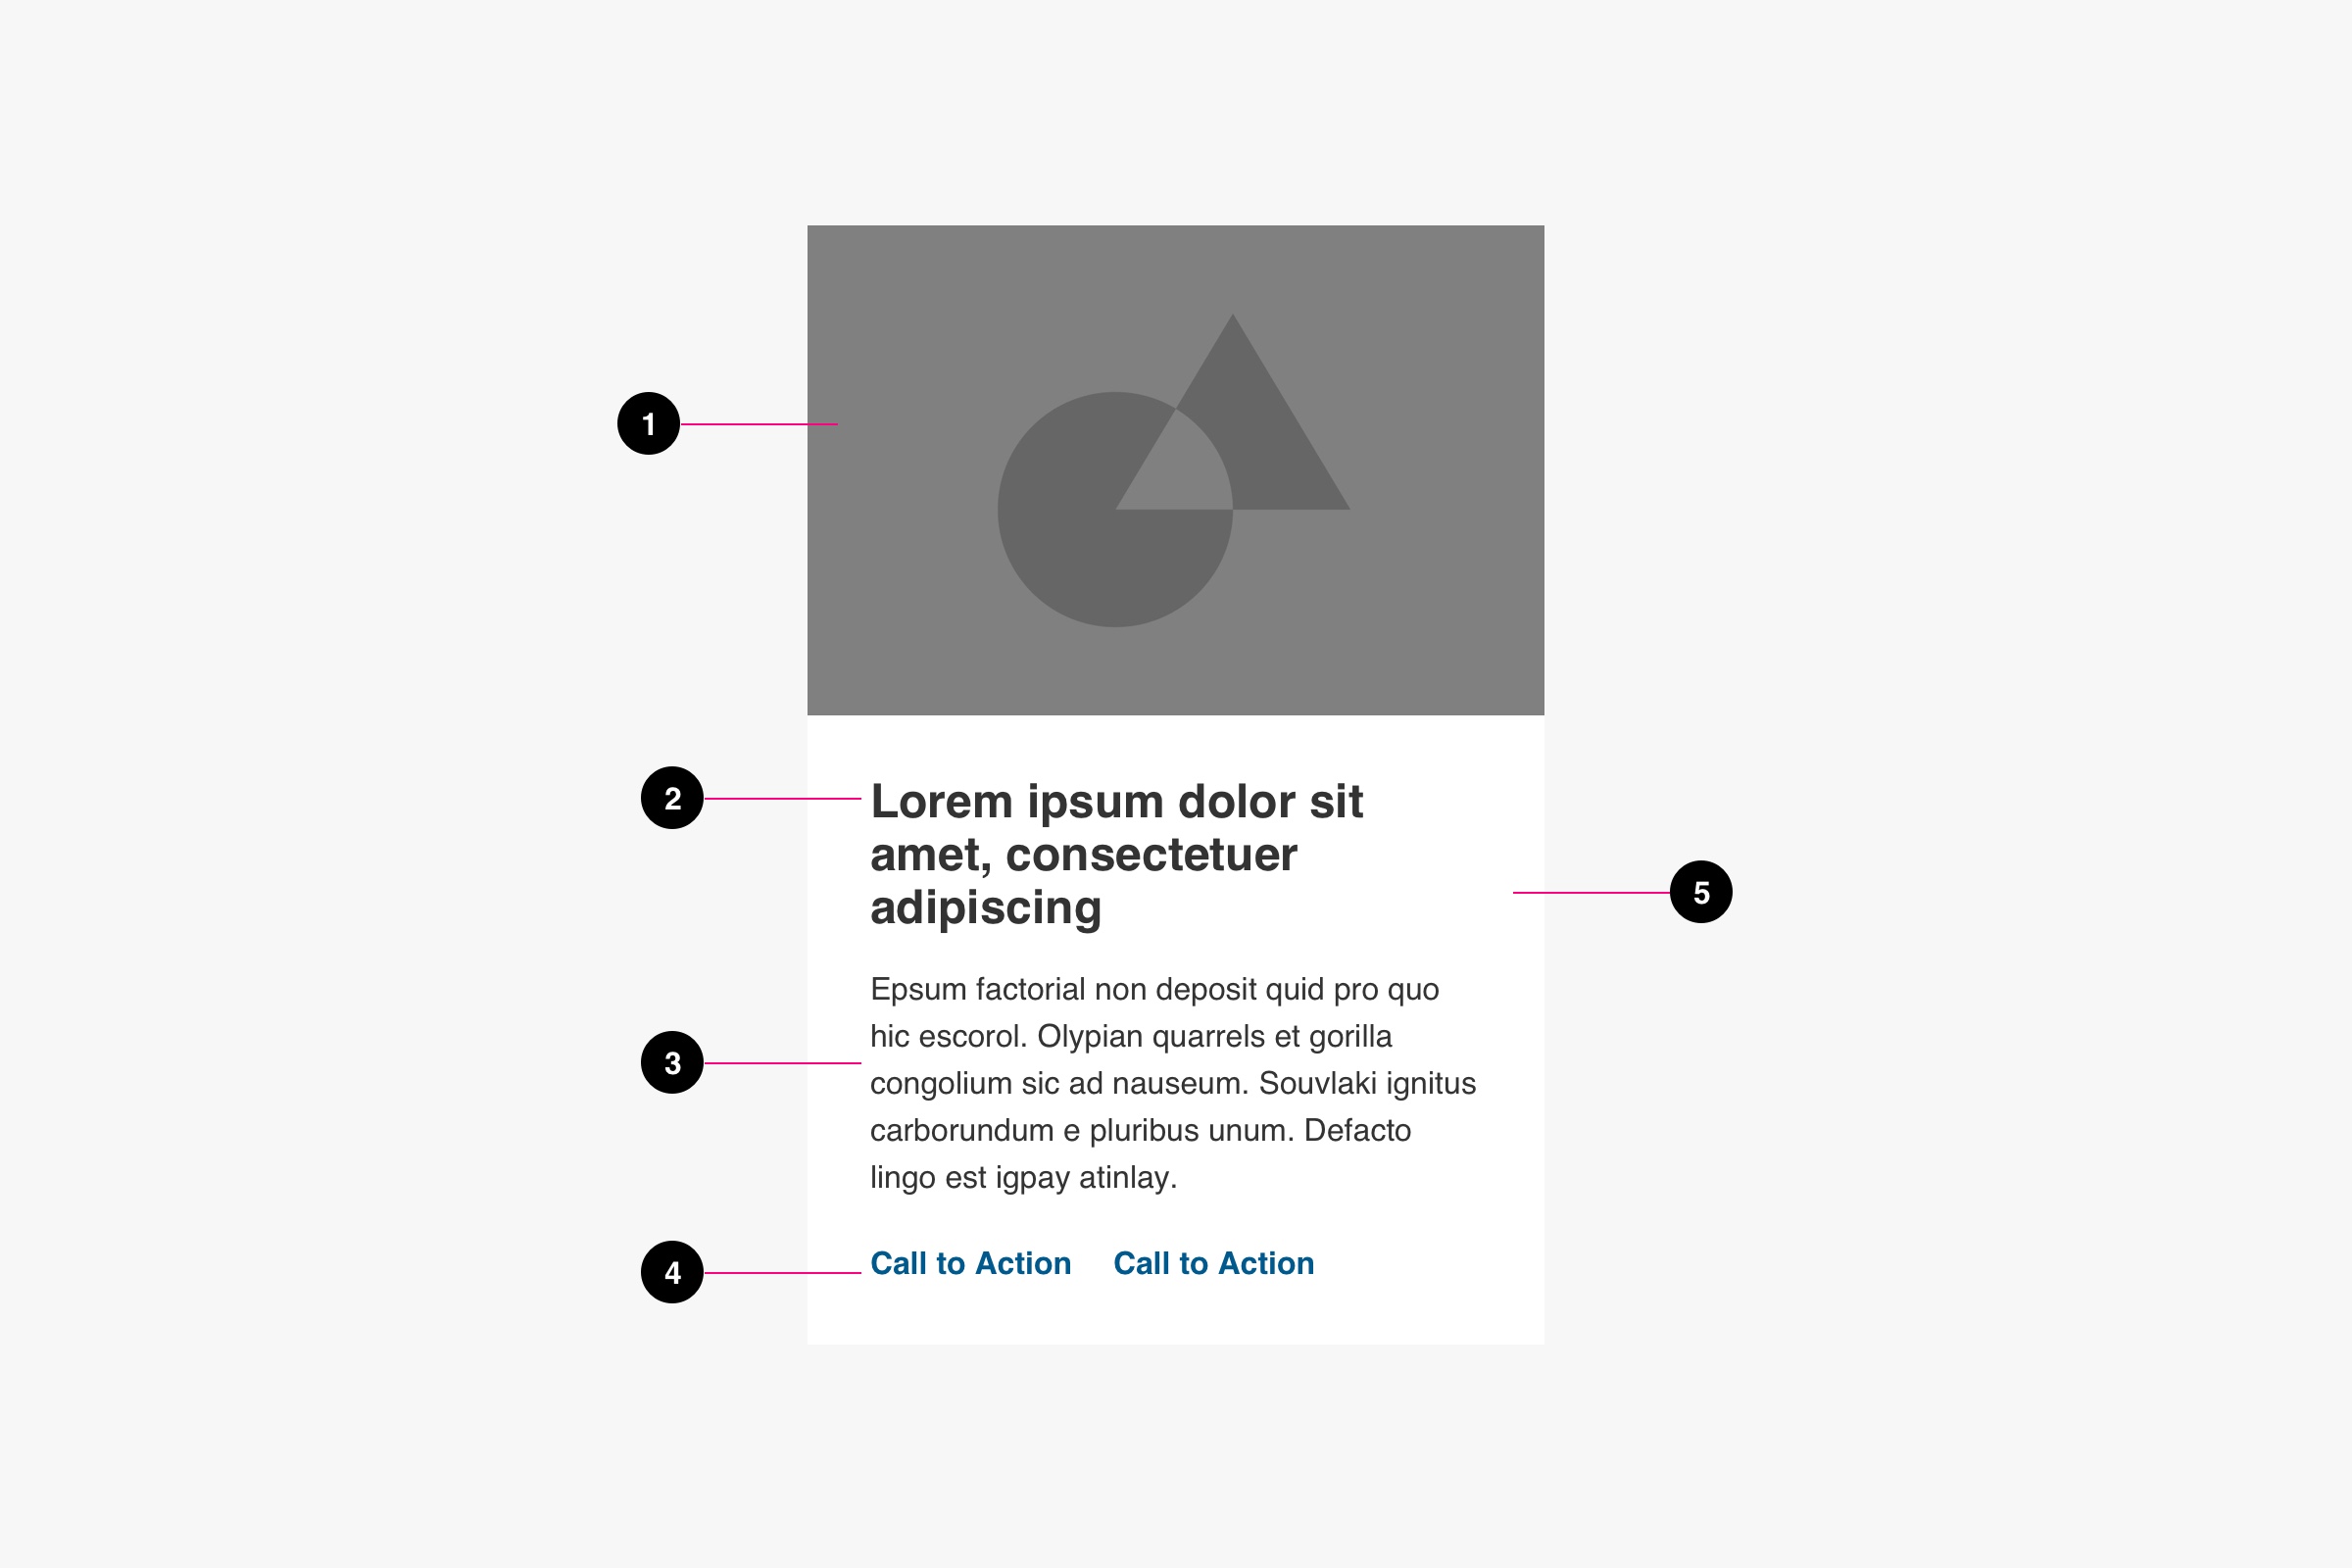 1
2
Lorem ipsum dolor sit
amet, consectetuer
adipiscing
5
Epsum factorial non deposit quid pro quo
hic escorol. Olypian quarrels et gorilla
3
congolium sic ad nauseum. Souvlaki ignitus
carborundum e pluribus unum. Defacto
lingo est igpay atinlay.
4
Call to Action Call to Action